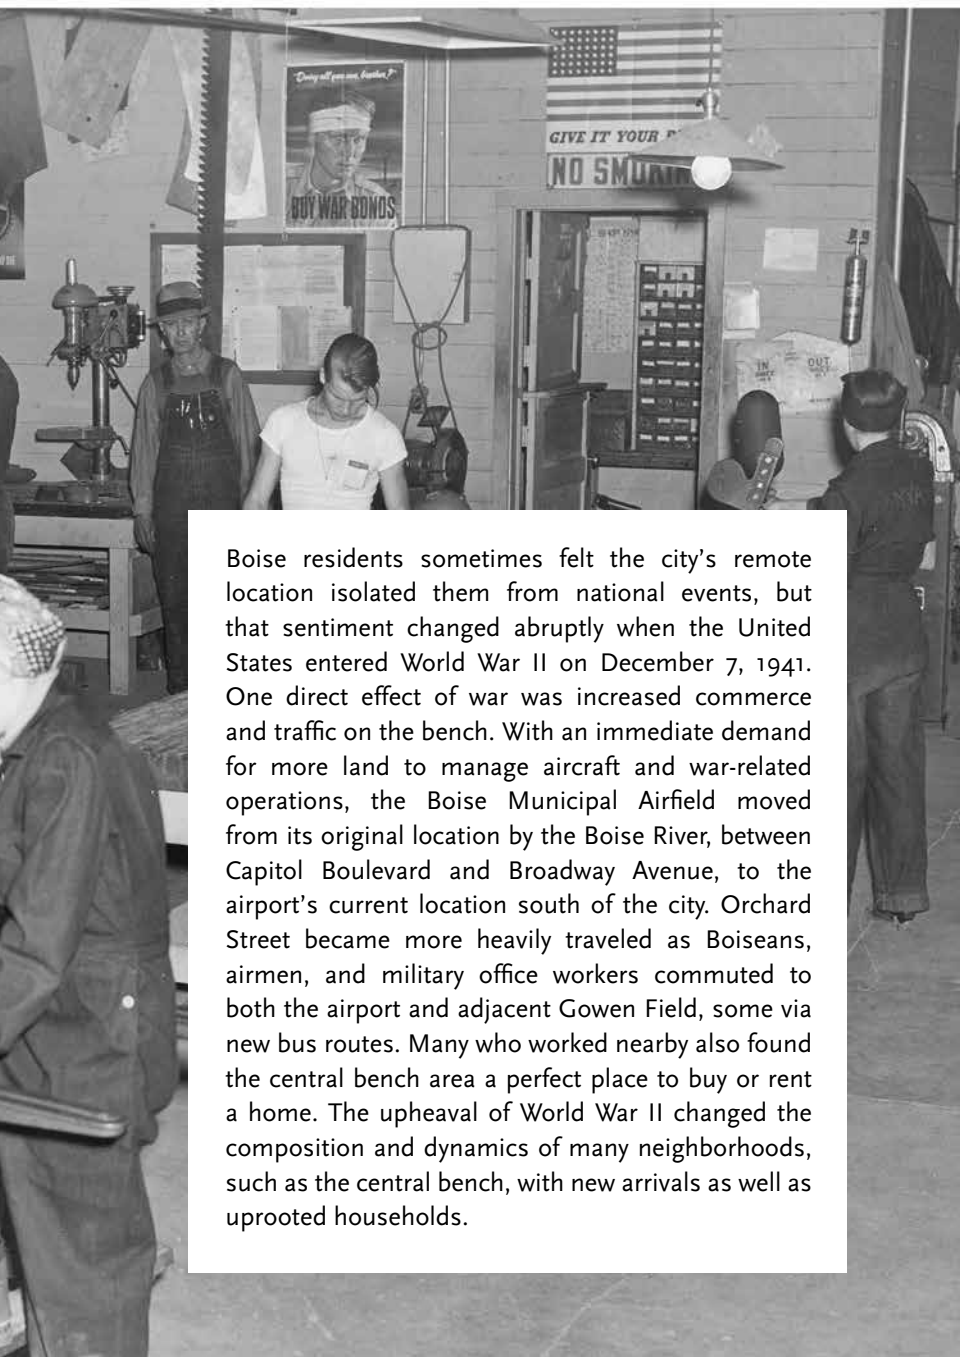 "Doing all you can, brother?"
BUY WAR BONDS
GIVE IT YOUR
NO SMOKING
IN
OUT
Boise residents sometimes felt the city's remote
location isolated them from national events, but
that sentiment changed abruptly when the United
States entered World War II on December 7, 1941.
One direct effect of war was increased commerce
and traffic on the bench. With an immediate demand
for more land to manage aircraft and war-related
operations, the Boise Municipal Airfield moved
from its original location by the Boise River, between
Capitol Boulevard and Broadway Avenue, to the
airport's current location south of the city. Orchard
Street became more heavily traveled as Boiseans,
airmen, and military office workers commuted to
both the airport and adjacent Gowen Field, some via
new bus routes. Many who worked nearby also found
the central bench area a perfect place to buy or rent
a home. The upheaval of World War II changed the
composition and dynamics of many neighborhoods,
such as the central bench, with new arrivals as well as
uprooted households.